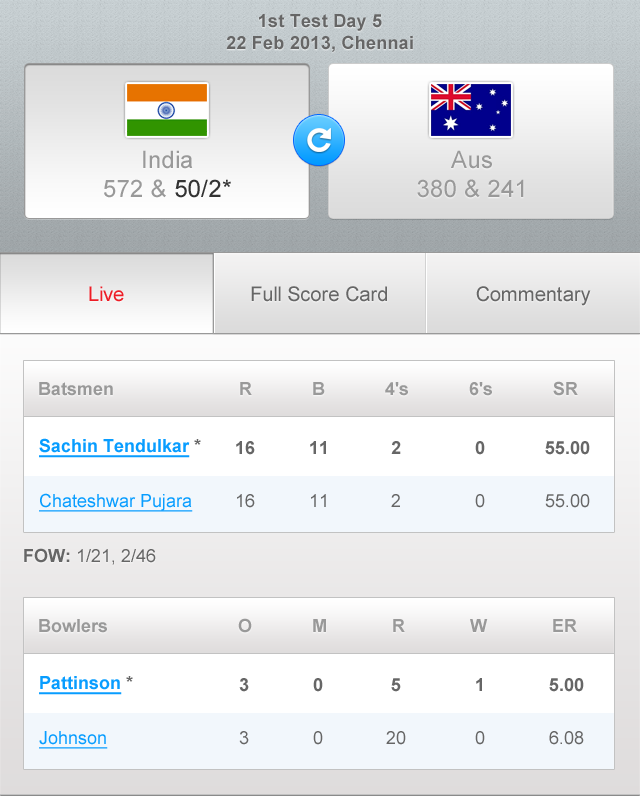 1st Test Day 5
22 Feb 2013, Chennai
India
572 & 50/2*
Aus
380 & 241
Live Full Score Card Commentary
Batsmen R B 4's 6's SR
Sachin Tendulkar * 16 11 2 0 55.00
Chateshwar Pujara 16 11 2 0 55.00
FOW: 1/21, 2/46
Bowlers O M R W ER
Pattinson * 3 0 5 1 5.00
Johnson 3 0 20 0 6.08